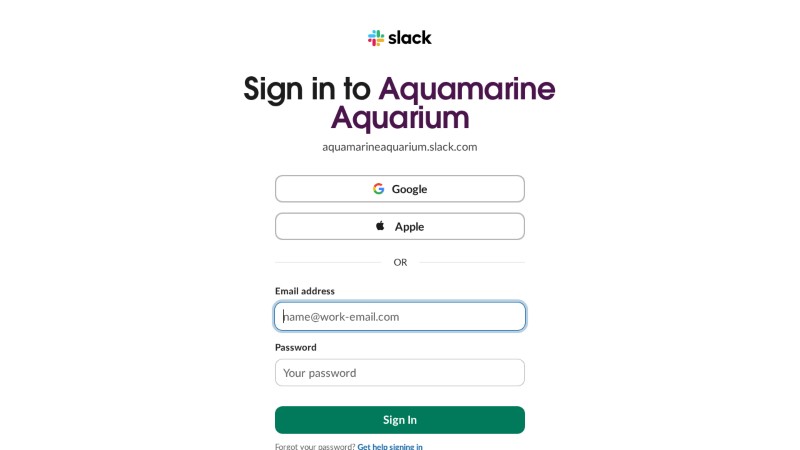 slack
Sign in to Aquamarine
Aquarium
aquamarineaquarium.slack.com
Google
Apple
OR
Email address
name@work-email.com
Password
Your password
Sign In
Forgot your password? Get help signing in